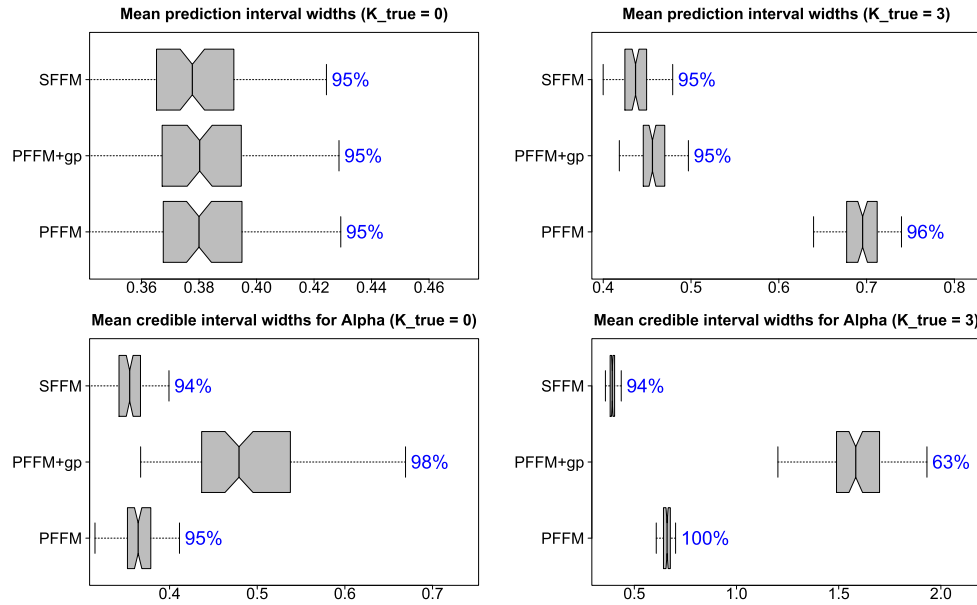 Mean prediction interval widths (K_true = 0)
SFFM
95%
PFFM+gp
95%
PFFM
95%
0.36 0.38 0.40 0.42 0.44 0.46
Mean prediction interval widths (K_true = 3)
SFFM
95%
PFFM+gp
95%
PFFM
96%
0.4 0.5 0.6 0.7 0.8
Mean credible interval widths for Alpha (K_true = 0)
SFFM
94%
PFFM+gp
98%
PFFM
95%
0.4 0.5 0.6 0.7
Mean credible interval widths for Alpha (K_true = 3)
SFFM
94%
PFFM+gp
63%
PFFM
100%
0.5 1.0 1.5 2.0